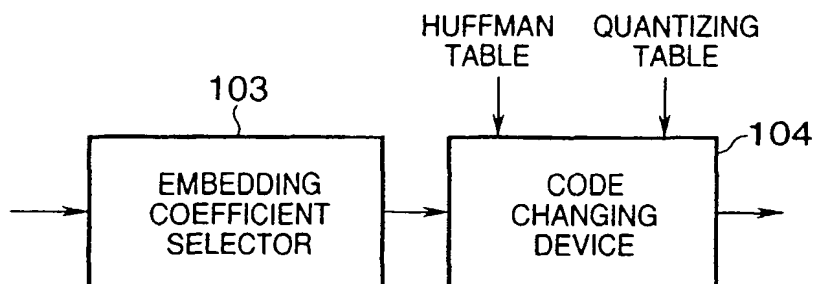 HUFFMAN
TABLE
QUANTIZING
TABLE
103
104
EMBEDDING
COEFFICIENT
SELECTOR
CODE
CHANGING
DEVICE